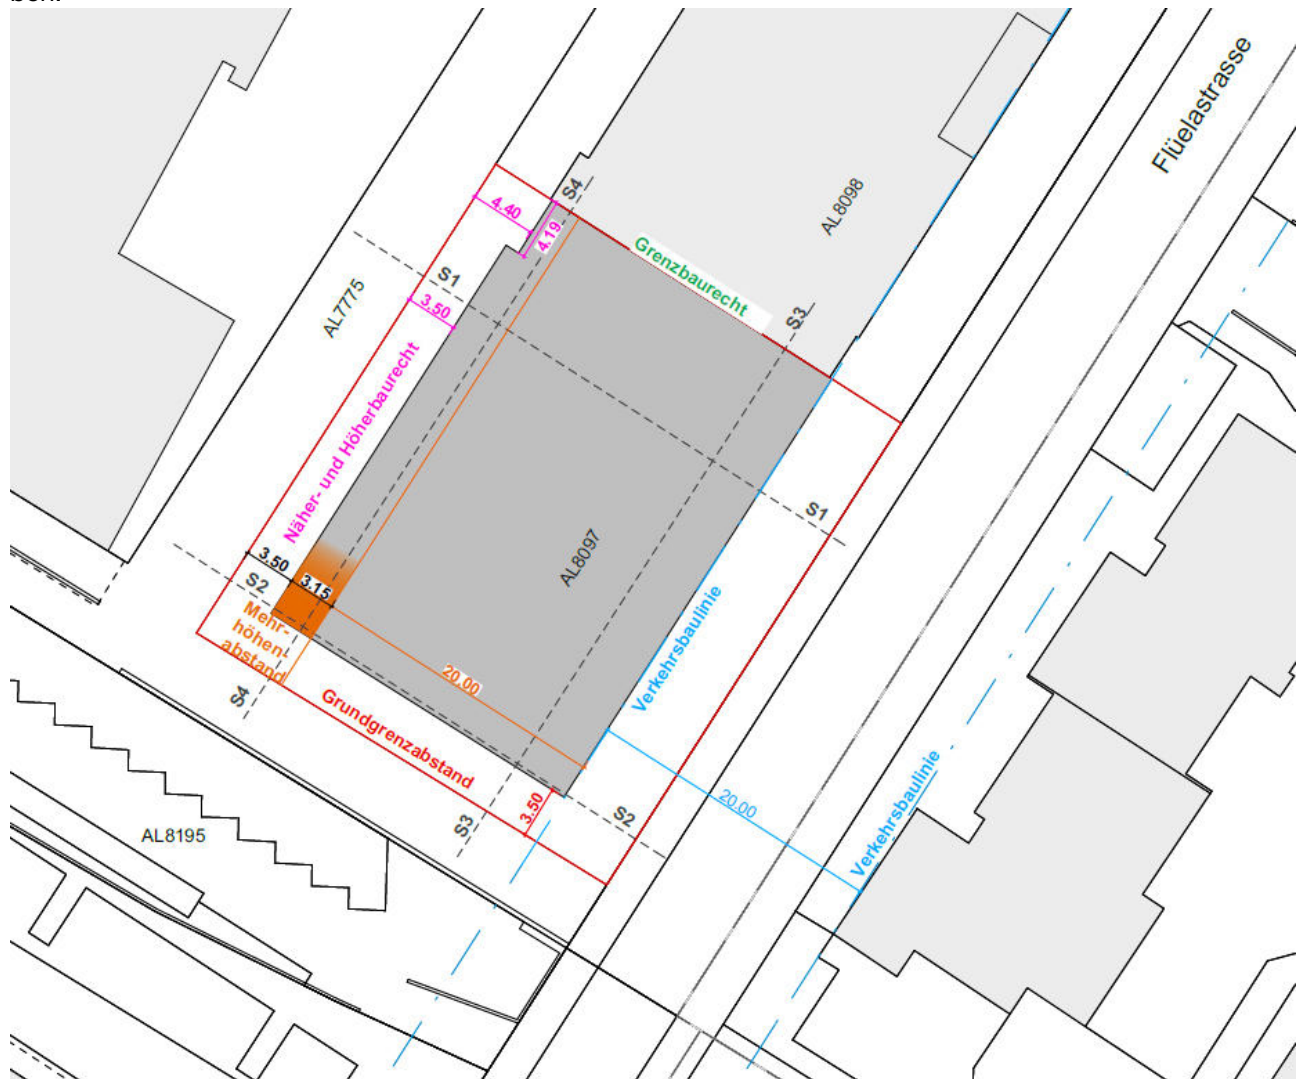 Flüelastrasse
AL8098
S4
4.40
4.19
Grenzbaurecht
S1
AL7775
3.50
S3
Näher- und Höherbaurecht
S1
AL8097
3.50
3.15
S2
Mehr-
höhen-
abstand
20.00
Verkehrsbaulinie
S4
Grundgrenzabstand
3.50
S3
S2
20.00
Verkehrsbaulinie
AL8195